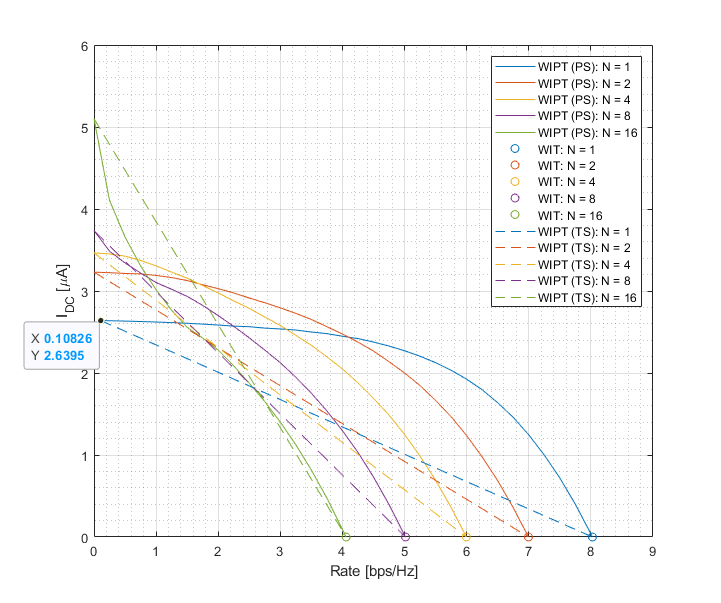 6
5
4
3
2
1
0
I_DC [μA]
X 0.10826
Y 2.6395
WIPT (PS): N = 1
WIPT (PS): N = 2
WIPT (PS): N = 4
WIPT (PS): N = 8
WIPT (PS): N = 16
WIT: N = 1
WIT: N = 2
WIT: N = 4
WIT: N = 8
WIT: N = 16
WIPT (TS): N = 1
WIPT (TS): N = 2
WIPT (TS): N = 4
WIPT (TS): N = 8
WIPT (TS): N = 16
0 1 2 3 4 5 6 7 8 9
Rate [bps/Hz]